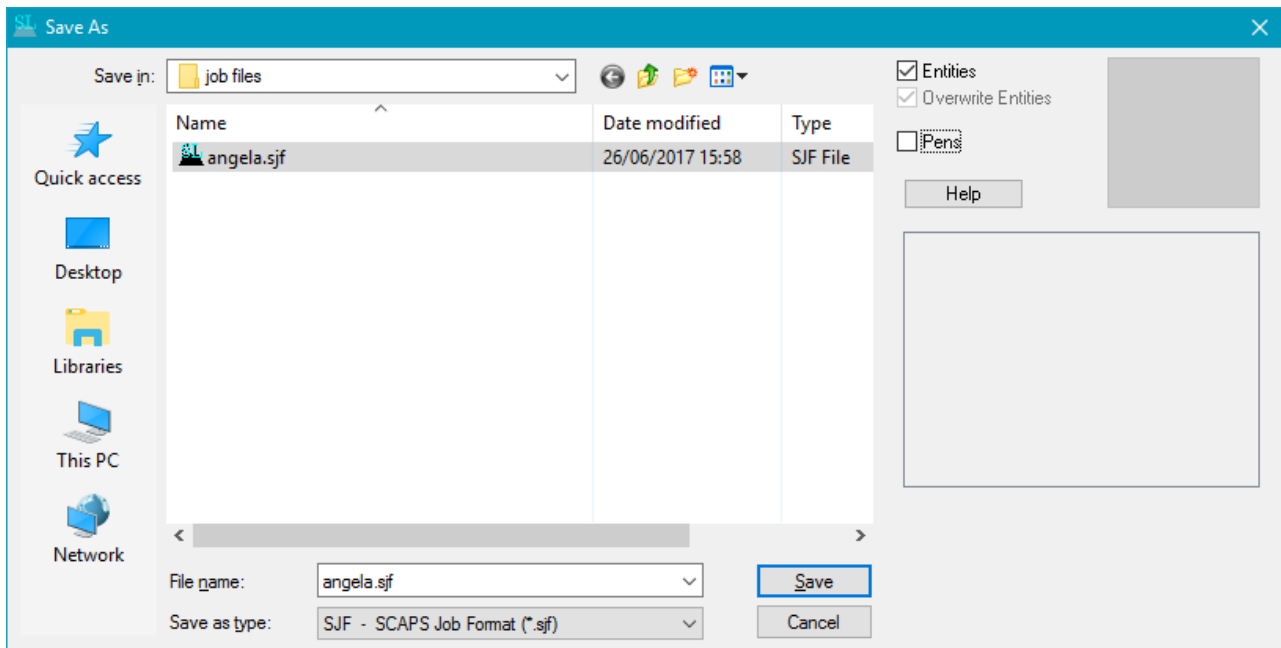 SL Save As
Save in: job files
Entities
Overwrite Entities
Pens
Help
Quick access
Desktop
Libraries
This PC
Network
Name Date modified Type
SL angela.sjf 26/06/2017 15:58 SJF File
File name: angela.sjf Save
Save as type: SJF - SCAPS Job Format (*.sjf) Cancel